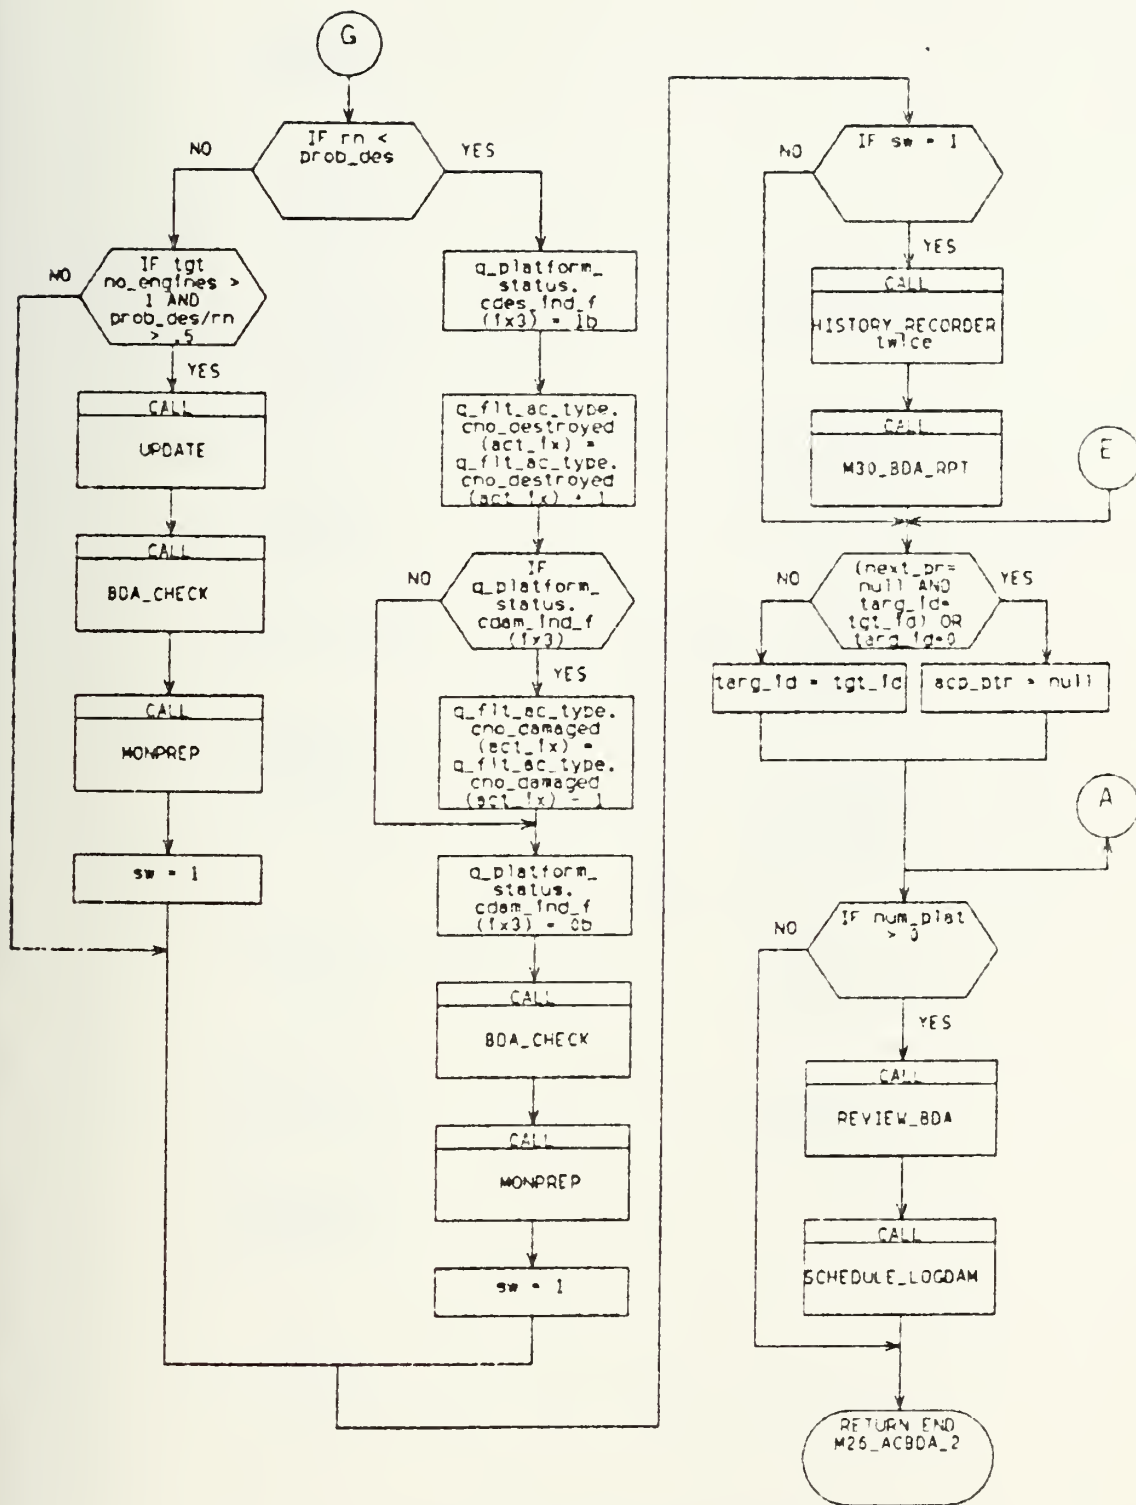 G
IF rn <
prob_des
NO
YES
IF tgt
no_engines >
1 AND
prob_des/rn
> .5
NO
YES
CALL
UPDATE
CALL
BDA_CHECK
CALL
MONPREP
sw = 1
q_platform_
status.
cdes_ind_f
(ix3) = 1b
q_flt_ac_type.
cno_destroyed
(act_ix) =
q_flt_ac_type.
cno_destroyed
(act_ix) + 1
IF
q_platform_
status.
cdam_ind_f
(ix3)
NO
YES
q_flt_ac_type.
cno_damaged
(act_ix) =
q_flt_ac_type.
cno_damaged
(act_ix) - 1
q_platform_
status.
cdam_ind_f
(ix3) = 0b
CALL
BDA_CHECK
CALL
MONPREP
sw = 1
IF sw = 1
NO
YES
CALL
HISTORY_RECORDER
twice
CALL
M30_BDA_RPT
E
(next_pr=
null AND
targ_id=
tgt_id) OR
targ_id=0
NO
YES
targ_id = tgt_id
acp_ptr = null
A
IF num_plat
> 0
NO
YES
CALL
REVIEW_BDA
CALL
SCHEDULE_LOGDAM
RETURN END
M26_ACBDA_2